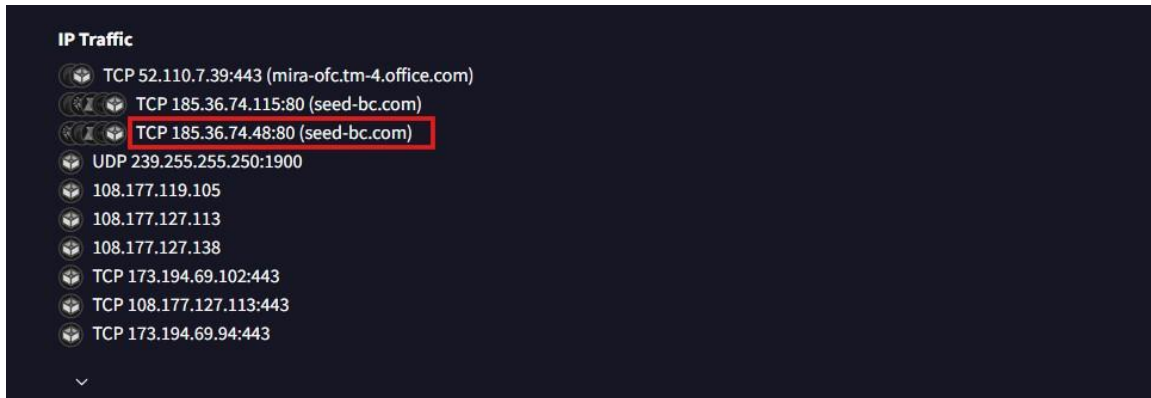 IP Traffic
TCP 52.110.7.39:443 (mira-ofc.tm-4.office.com)
TCP 185.36.74.115:80 (seed-bc.com)
TCP 185.36.74.48:80 (seed-bc.com)
UDP 239.255.255.250:1900
108.177.119.105
108.177.127.113
108.177.127.138
TCP 173.194.69.102:443
TCP 108.177.127.113:443
TCP 173.194.69.94:443